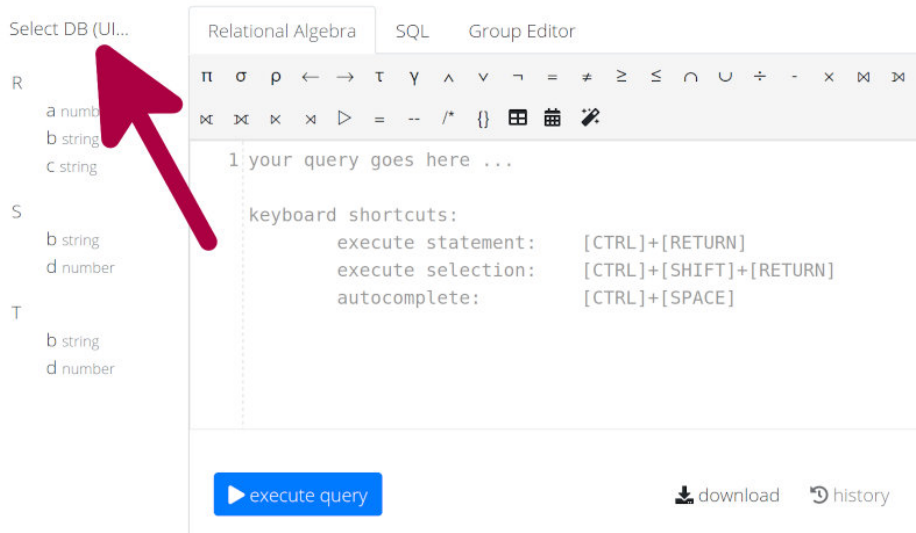 Select DB (UI...
Relational Algebra SQL Group Editor
R
a number
b string
c string
S
b string
d number
T
b string
d number
π σ ρ ← → τ γ ∧ ∨ ¬ = ≠ ≥ ≤ ∩ ∪ ÷ - × ⋈ ⟕
⟖ ⟗ ⋉ ⋊ ▷ = -- /* {}
1 your query goes here ...
keyboard shortcuts:
execute statement: [CTRL]+[RETURN]
execute selection: [CTRL]+[SHIFT]+[RETURN]
autocomplete: [CTRL]+[SPACE]
execute query
download history